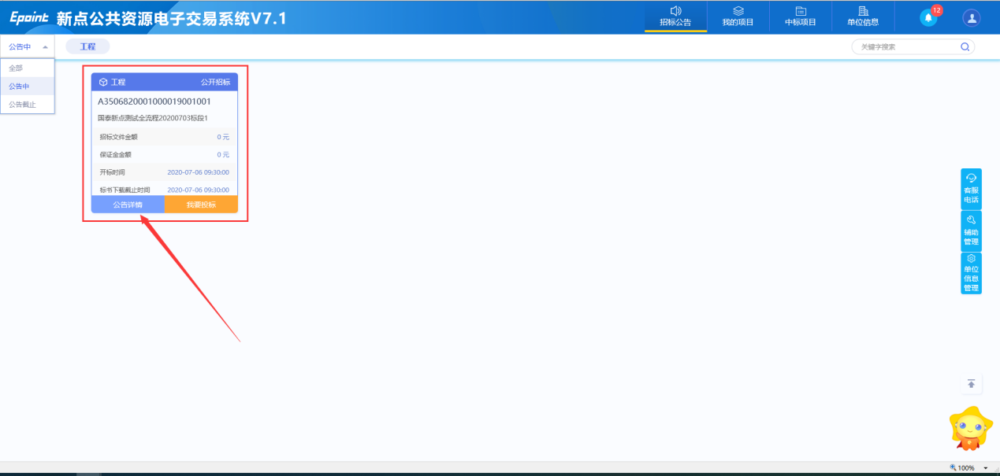 Epoint 新点公共资源电子交易系统V7.1
招标公告
我的项目
中标项目
单位信息
12
公告中
工程
关键字搜索
全部
公告中
公告截止
工程 公开招标
A3506820001000019001001
国泰新点测试全流程20200703标段1
招标文件金额 0 元
保证金金额 0 元
开标时间 2020-07-06 09:30:00
标书下载截止时间 2020-07-06 09:30:00
公告详情 我要投标
客服
电话
辅助
管理
单位
信息
管理
100%